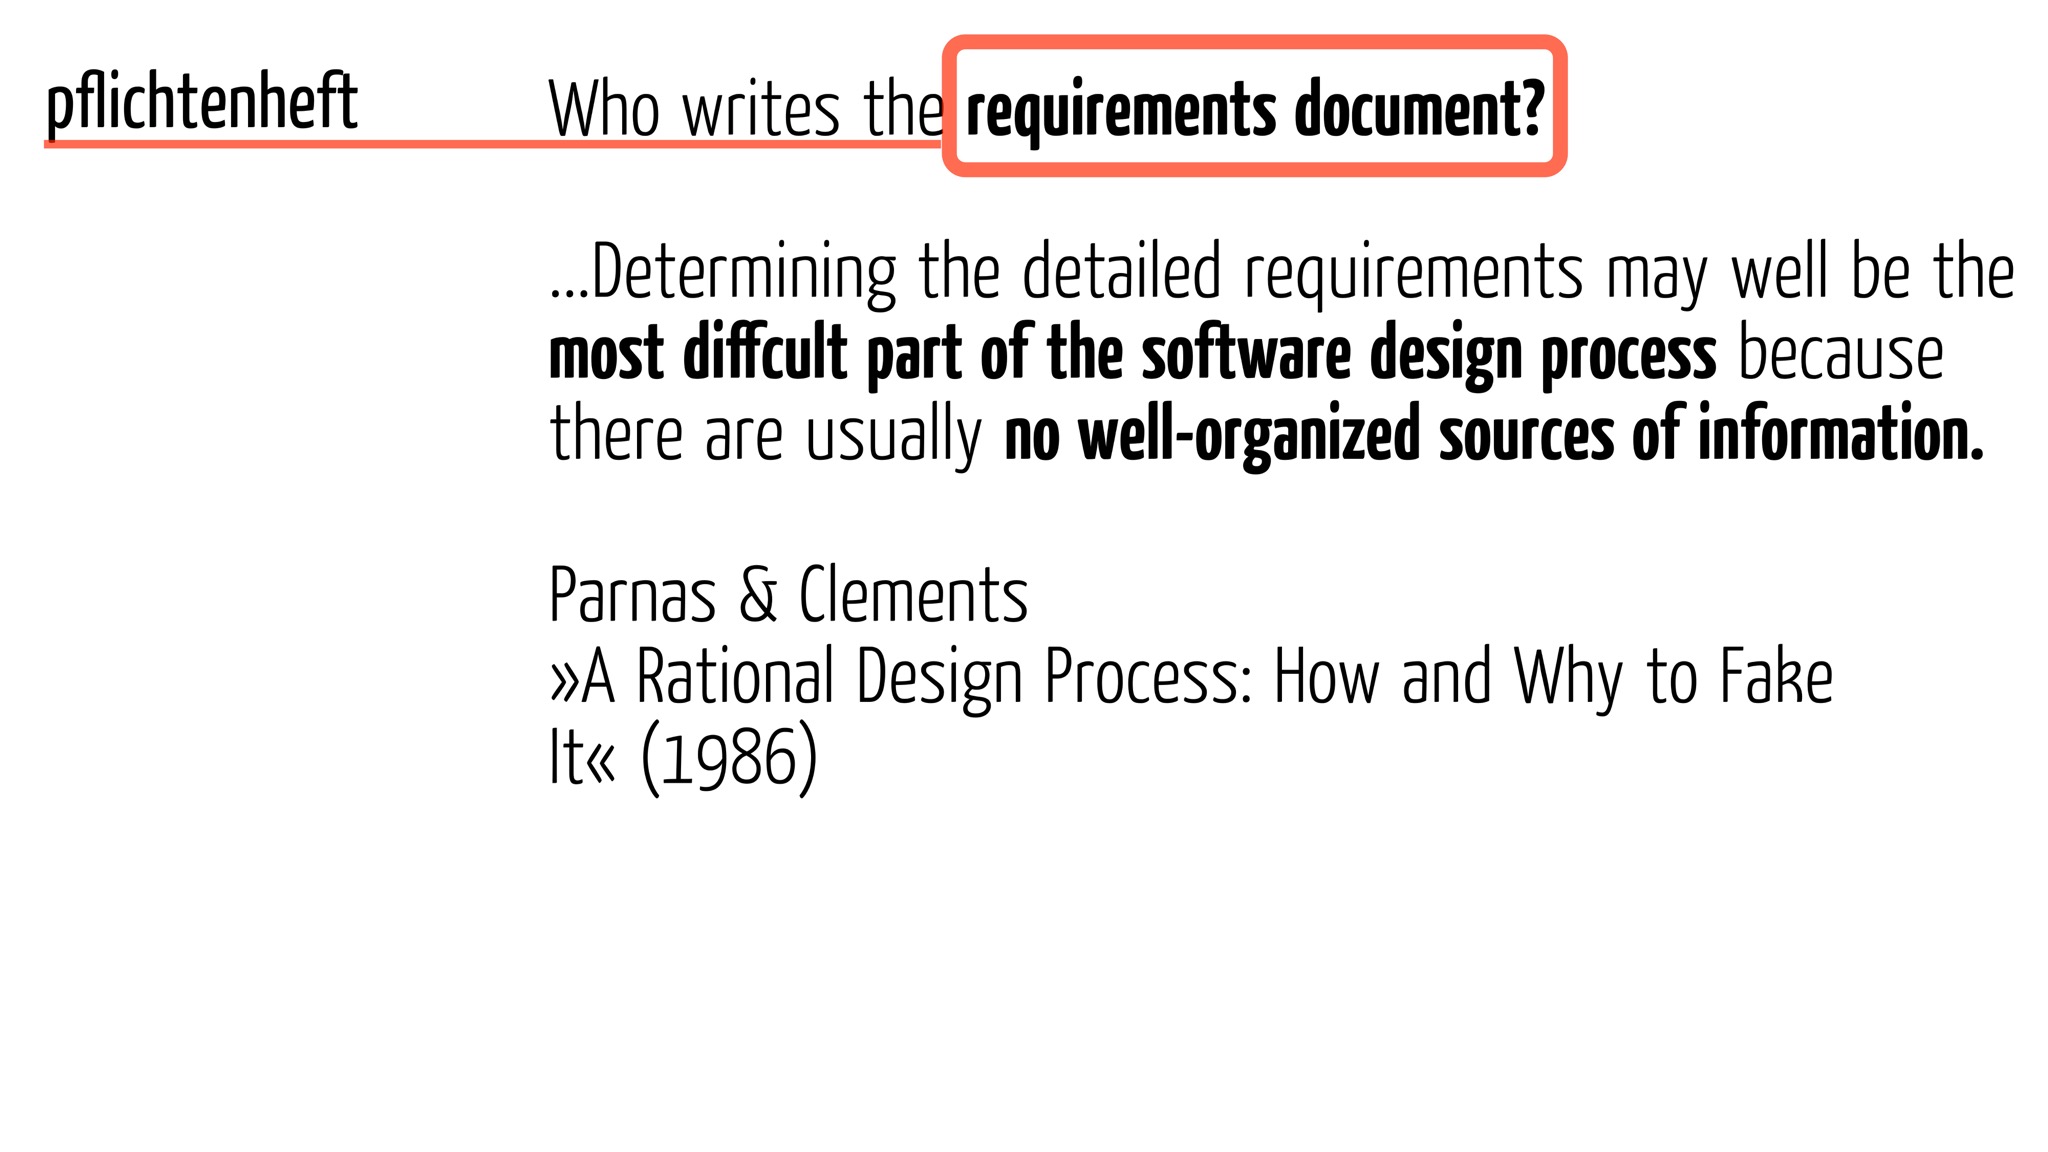 pflichtenheft
Who writes the requirements document?
...Determining the detailed requirements may well be the
most diffcult part of the software design process because
there are usually no well-organized sources of information.
Parnas & Clements
»A Rational Design Process: How and Why to Fake
It« (1986)